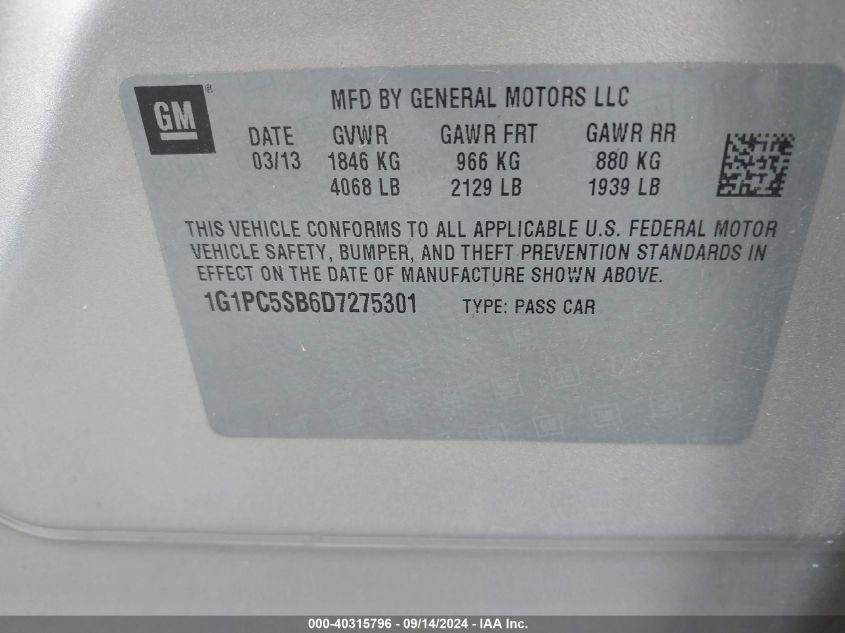 GM®
MFD BY GENERAL MOTORS LLC
DATE GVWR GAWR FRT GAWR RR
03/13 1846 KG 966 KG 880 KG
4068 LB 2129 LB 1939 LB
THIS VEHICLE CONFORMS TO ALL APPLICABLE U.S. FEDERAL MOTOR
VEHICLE SAFETY, BUMPER, AND THEFT PREVENTION STANDARDS IN
EFFECT ON THE DATE OF MANUFACTURE SHOWN ABOVE.
1G1PC5SB6D7275301 TYPE: PASS CAR
000-40315796 - 09/14/2024 - IAA Inc.